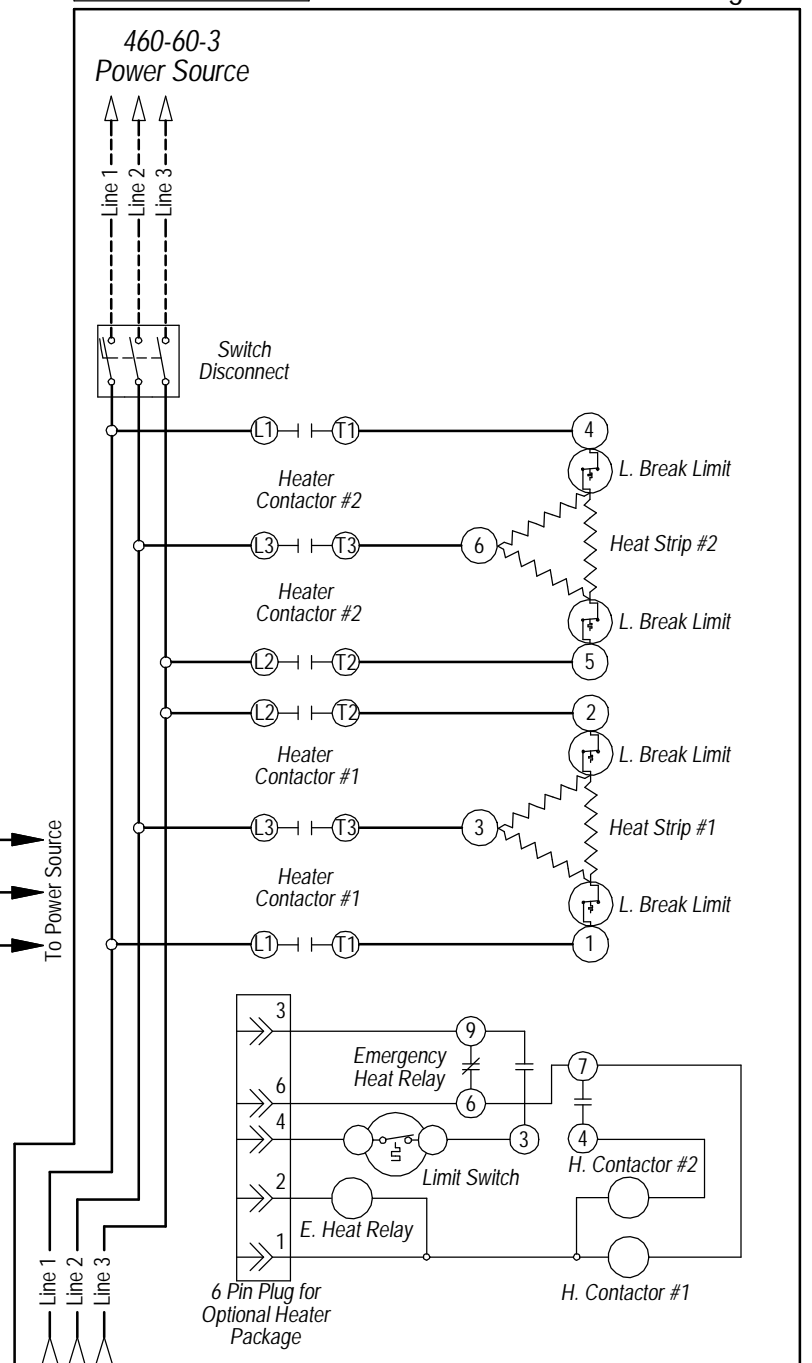 460-60-3
Power Source
Line 1
Line 2
Line 3
Switch
Disconnect
L1
T1
4
L. Break Limit
Heater
Contactor #2
L3
T3
6
Heat Strip #2
Heater
Contactor #2
L. Break Limit
L2
T2
5
L2
T2
2
Heater
Contactor #1
L. Break Limit
L3
T3
3
Heat Strip #1
To Power Source
Heater
Contactor #1
L. Break Limit
L1
T1
1
3
9
Emergency
Heat Relay
7
6
6
4
3
4
Limit Switch
H. Contactor #2
2
E. Heat Relay
1
H. Contactor #1
Line 1
Line 2
Line 3
6 Pin Plug for
Optional Heater
Package